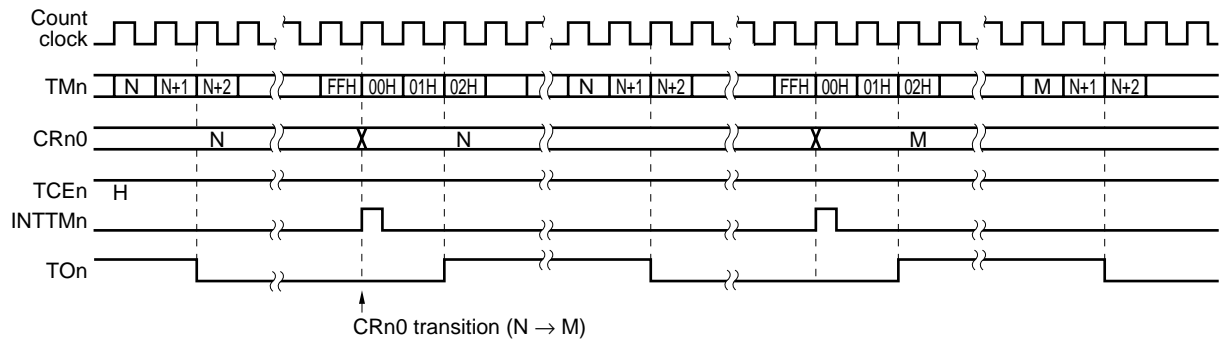 Count
clock
TMn N N+1 N+2 FFH 00H 01H 02H N N+1 N+2 FFH 00H 01H 02H M N+1 N+2
CRn0 N N M
TCEn H
INTTMn
TOn
CRn0 transition (N → M)